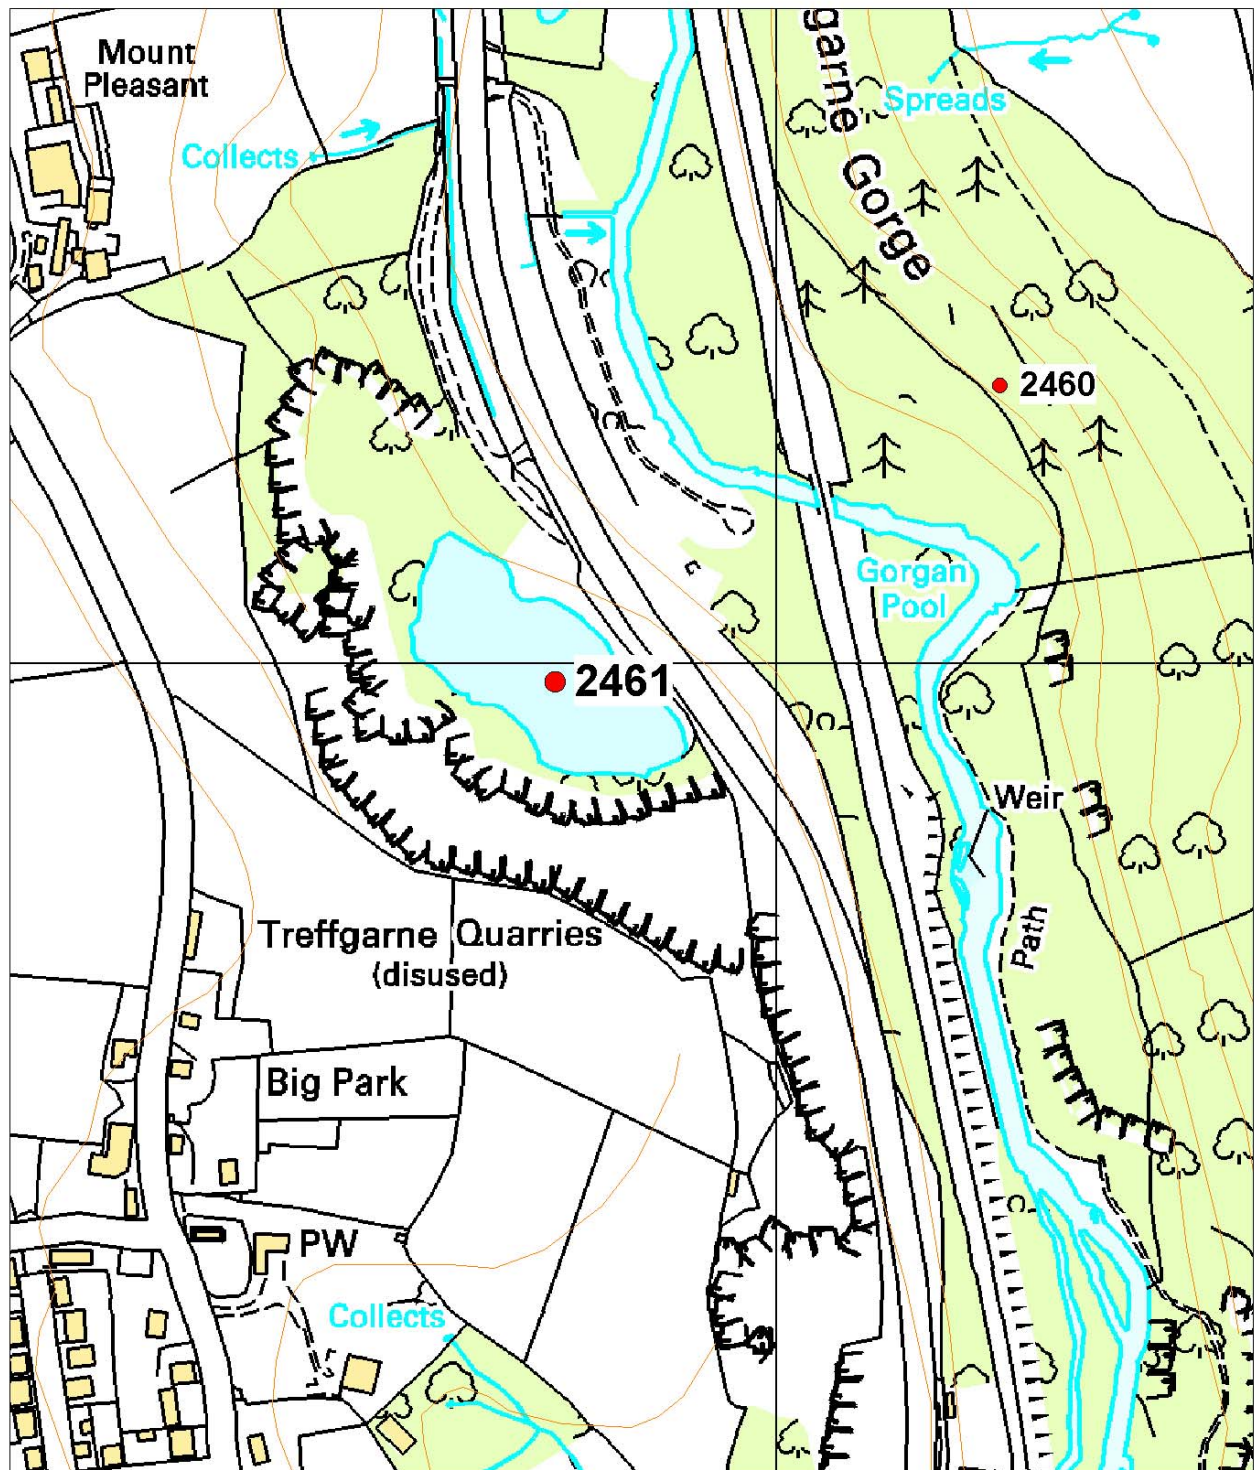 Mount
Pleasant
Collects
Spreads
garne Gorge
2460
Gorgan
Pool
2461
Weir
Path
Treffgarne Quarries
(disused)
Big Park
PW
Collects